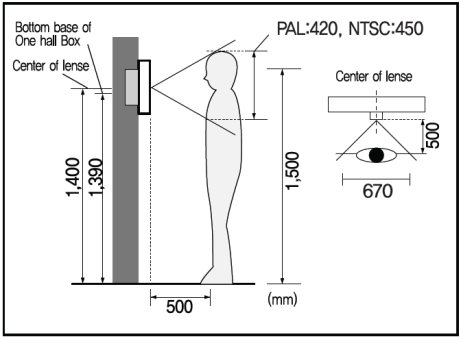 Bottom base of
One hall Box
Center of lense
PAL:420, NTSC:450
Center of lense
500
670
1,400
1,390
1,500
500
(mm)